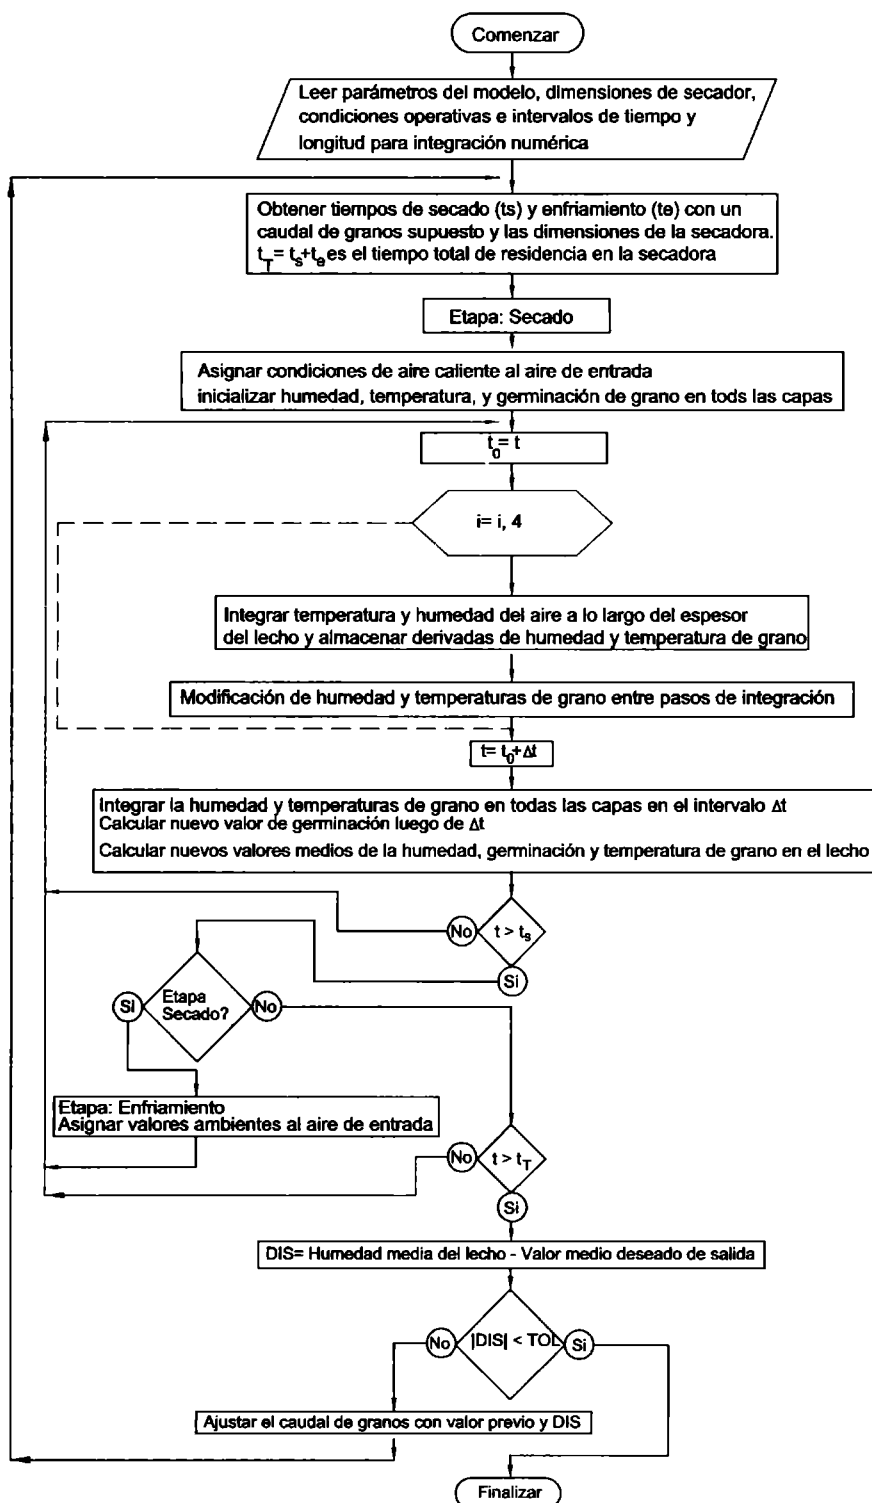 Comenzar
Leer parámetros del modelo, dimensiones de secador,
condiciones operativas e intervalos de tiempo y
longitud para integración numérica
Obtener tiempos de secado (ts) y enfriamiento (te) con un
caudal de granos supuesto y las dimensiones de la secadora.
t_T= t_s+t_e es el tiempo total de residencia en la secadora
Etapa: Secado
Asignar condiciones de aire caliente al aire de entrada
inicializar humedad, temperatura, y germinación de grano en tods las capas
t_o= t
i= i, 4
Integrar temperatura y humedad del aire a lo largo del espesor
del lecho y almacenar derivadas de humedad y temperatura de grano
Modificación de humedad y temperaturas de grano entre pasos de integración
t= t_0+Δt
Integrar la humedad y temperaturas de grano en todas las capas en el intervalo Δt
Calcular nuevo valor de germinación luego de Δt
Calcular nuevos valores medios de la humedad, germinación y temperatura de grano en el lecho
No
t > t_s
Si
Si
Etapa
Secado?
No
Etapa: Enfriamiento
Asignar valores ambientes al aire de entrada
No
t > t_T
Si
DIS= Humedad media del lecho - Valor medio deseado de salida
No
|DIS| < TOL
Si
Ajustar el caudal de granos con valor previo y DIS
Finalizar